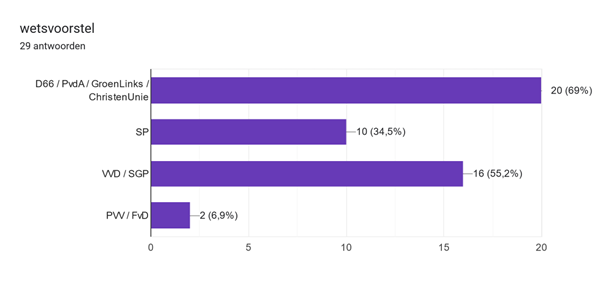 wetsvoorstel
29 antwoorden
D66 / PvdA / GroenLinks /
ChristenUnie
20 (69%)
SP
10 (34,5%)
VVD / SGP
16 (55,2%)
PVV / FvD
2 (6,9%)
0 5 10 15 20